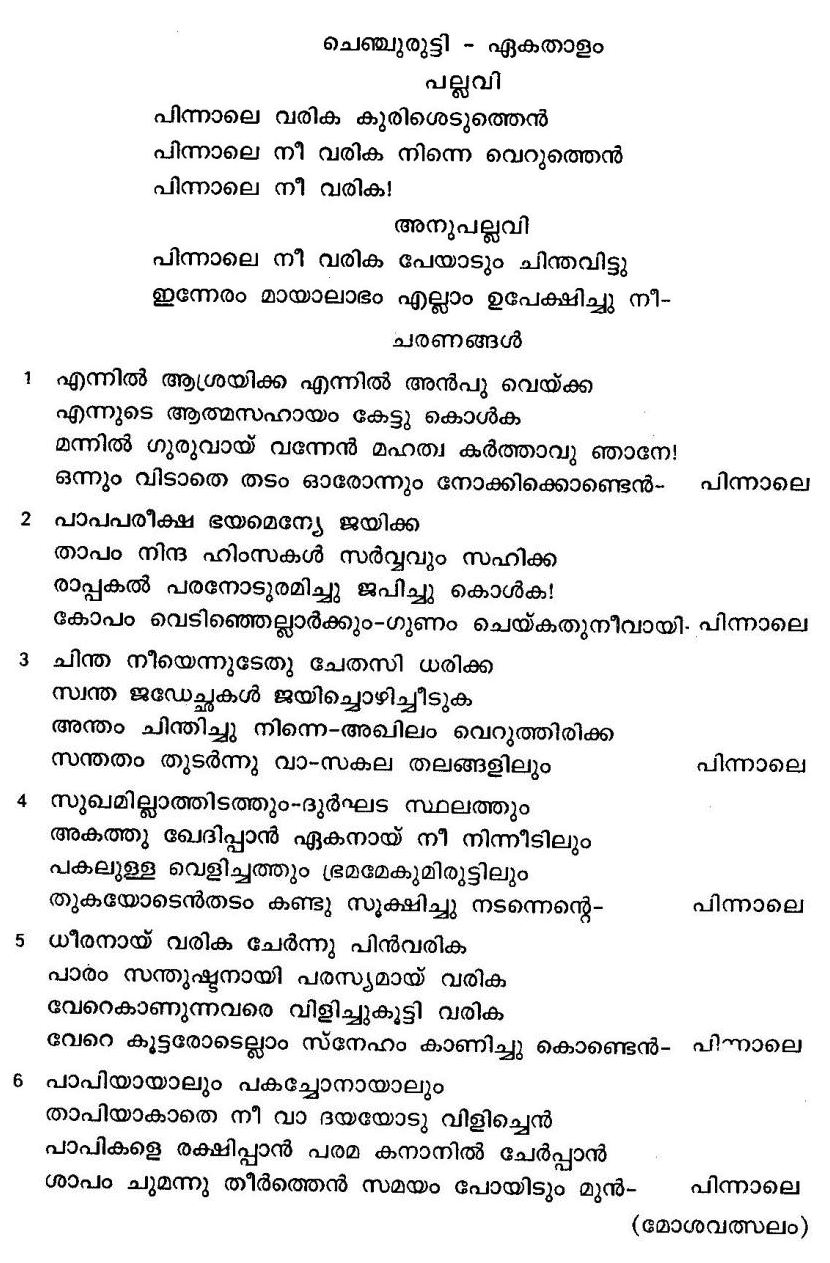 ചെഞ്ചുരുട്ടി - ഏകതാളം
പല്ലവി
പിന്നാലെ വരിക കുരിശെടുത്തെൻ
പിന്നാലെ നീ വരിക നിന്നെ വെറുത്തെൻ
പിന്നാലെ നീ വരിക!
അനുപല്ലവി
പിന്നാലെ നീ വരിക പേയാടും ചിന്തവിട്ടു
ഇന്നേരം മായാലാഭം എല്ലാം ഉപേക്ഷിച്ചു നീ-
ചരണങ്ങൾ
1 എന്നിൽ ആശ്രയിക്ക എന്നിൽ അൻപു വെയ്ക്ക
എന്നുടെ ആത്മസഹായം കേട്ടു കൊൾക
മന്നിൽ ഗുരുവായ് വന്നേൻ മഹത്വ കർത്താവു ഞാനേ!
ഒന്നും വിടാതെ തടം ഓരോന്നും നോക്കിക്കൊണ്ടെൻ- പിന്നാലെ
2 പാപപരീക്ഷ ഭയമെന്യേ ജയിക്ക
താപം നിന്ദ ഹിംസകൾ സർവ്വവും സഹിക്ക
രാപ്പകൽ പരനോടുരമിച്ചു ജപിച്ചു കൊൾക!
കോപം വെടിഞ്ഞെല്ലാർക്കും-ഗുണം ചെയ്കതുനീവായി- പിന്നാലെ
3 ചിന്ത നീയെന്നുടേതു ചേതസി ധരിക്ക
സ്വന്ത ജഡേച്ഛകൾ ജയിച്ചൊഴിച്ചീടുക
അന്തം ചിന്തിച്ചു നിന്നെ-അഖിലം വെറുത്തിരിക്ക
സന്തതം തുടർന്നു വാ-സകല തലങ്ങളിലും പിന്നാലെ
4 സുഖമില്ലാത്തിടത്തും-ദുർഘട സ്ഥലത്തും
അകത്തു ഖേദിപ്പാൻ ഏകനായ് നീ നിന്നീടിലും
പകലുള്ള വെളിച്ചത്തും ഭ്രമമേകുമിരുട്ടിലും
തുകയോടെൻതടം കണ്ടു സൂക്ഷിച്ചു നടന്നെന്റെ- പിന്നാലെ
5 ധീരനായ് വരിക ചേർന്നു പിൻവരിക
പാരം സന്തുഷ്ടനായി പരസ്യമായ് വരിക
വേറെകാണുന്നവരെ വിളിച്ചുകൂട്ടി വരിക
വേറെ കൂട്ടരോടെല്ലാം സ്നേഹം കാണിച്ചു കൊണ്ടെൻ- പിന്നാലെ
6 പാപിയായാലും പകച്ചോനായാലും
താപിയാകാതെ നീ വാ ദയയോടു വിളിച്ചെൻ
പാപികളെ രക്ഷിപ്പാൻ പരമ കനാനിൽ ചേർപ്പാൻ
ശാപം ചുമന്നു തീർത്തെൻ സമയം പോയിടും മുൻ- പിന്നാലെ
(മോശവത്സലം)